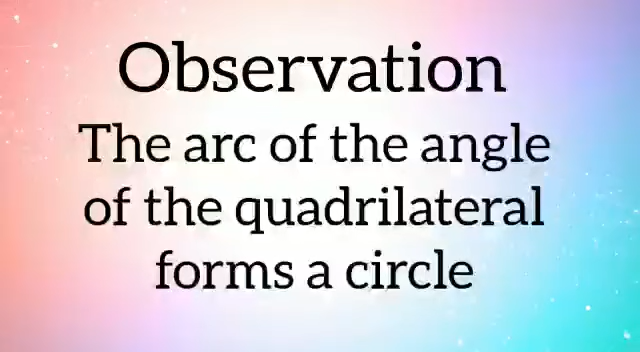 Observation
The arc of the angle
of the quadrilateral
forms a circle